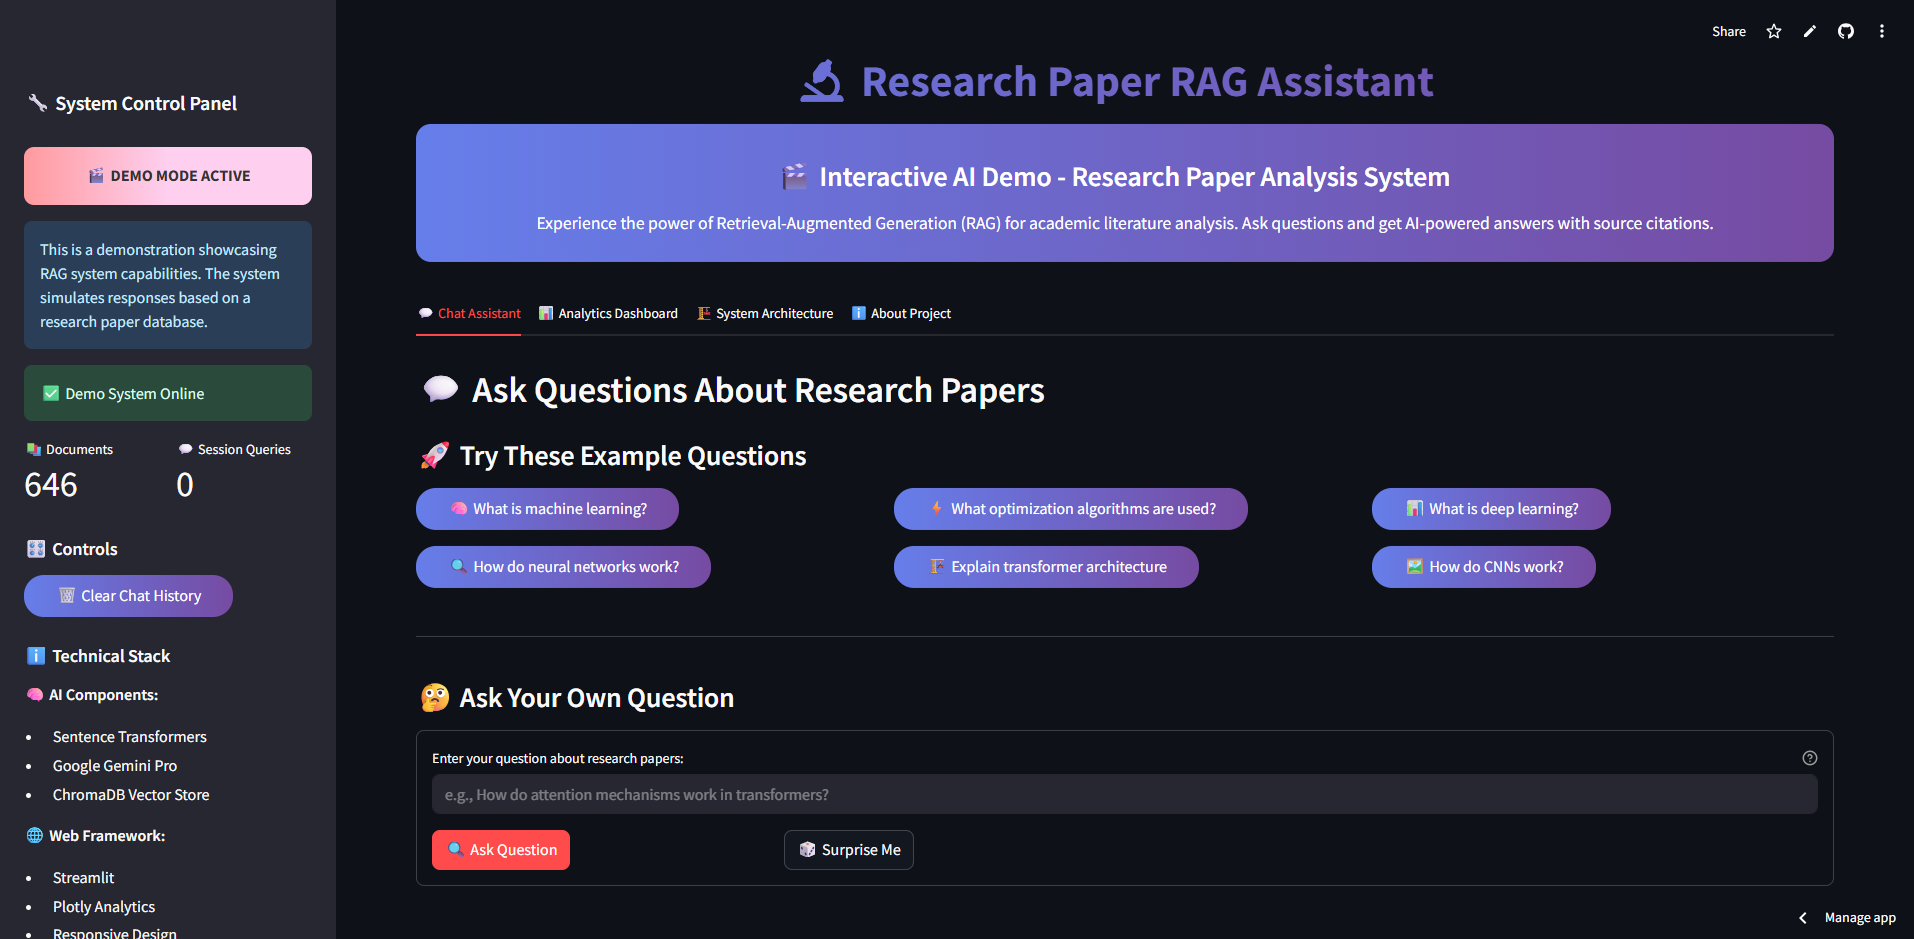 Share
System Control Panel
DEMO MODE ACTIVE
This is a demonstration showcasing
RAG system capabilities. The system
simulates responses based on a
research paper database.
Demo System Online
Documents
Session Queries
646
0
Controls
Clear Chat History
Technical Stack
AI Components:
Sentence Transformers
Google Gemini Pro
ChromaDB Vector Store
Web Framework:
Streamlit
Plotly Analytics
Responsive Design
Research Paper RAG Assistant
Interactive AI Demo - Research Paper Analysis System
Experience the power of Retrieval-Augmented Generation (RAG) for academic literature analysis. Ask questions and get AI-powered answers with source citations.
Chat Assistant
Analytics Dashboard
System Architecture
About Project
Ask Questions About Research Papers
Try These Example Questions
What is machine learning?
What optimization algorithms are used?
What is deep learning?
How do neural networks work?
Explain transformer architecture
How do CNNs work?
Ask Your Own Question
Enter your question about research papers:
e.g., How do attention mechanisms work in transformers?
Ask Question
Surprise Me
Manage app